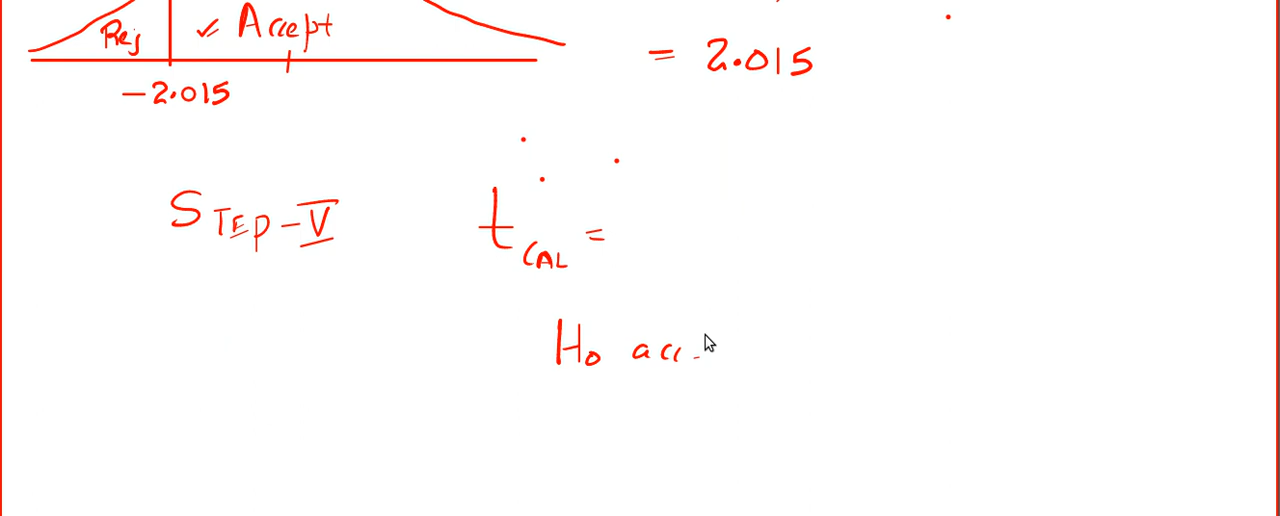 Rej ✓ Accept
= 2.015
-2.015
STEP-V t CAL =
H0 acc